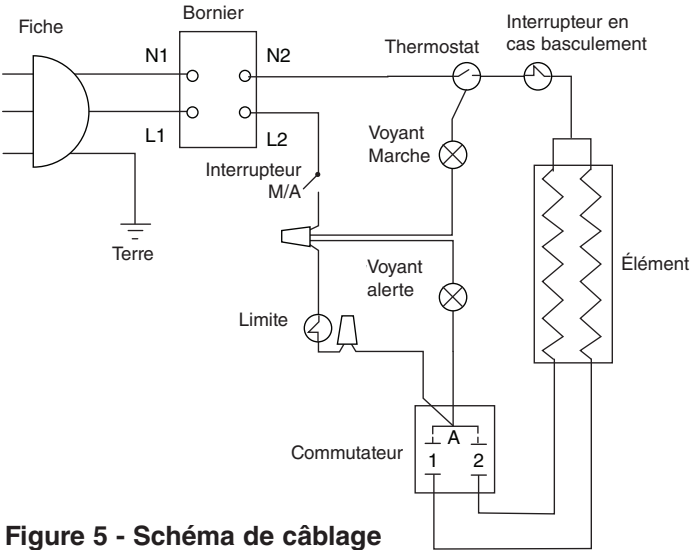 Fiche
Bornier
Interrupteur en
cas basculement
Thermostat
N1
N2
L1
L2
Voyant
Marche
Interrupteur
M/A
Terre
Voyant
alerte
Élément
Limite
Commutateur
A
1
2
Figure 5 - Schéma de câblage